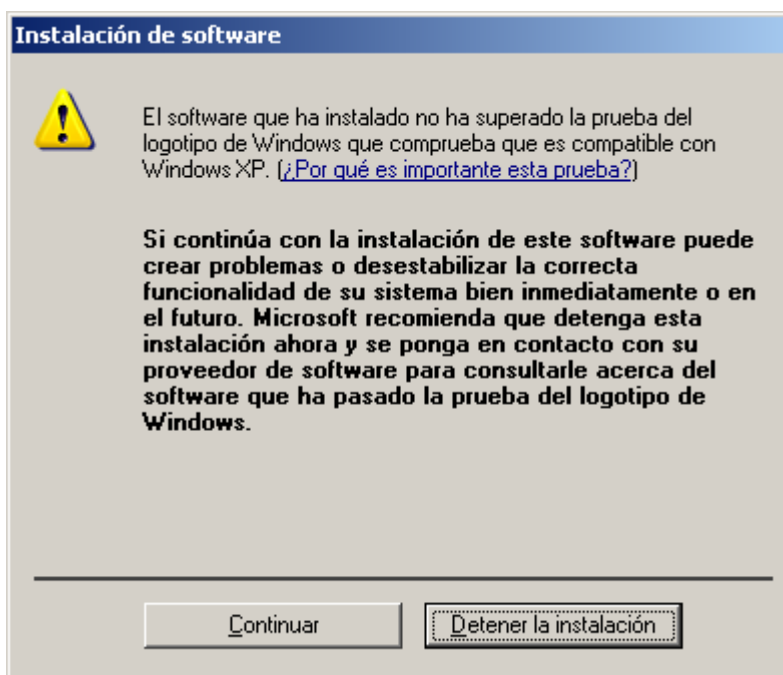 Instalación de software
El software que ha instalado no ha superado la prueba del
logotipo de Windows que comprueba que es compatible con
Windows XP. (¿Por qué es importante esta prueba?)
Si continúa con la instalación de este software puede
crear problemas o desestabilizar la correcta
funcionalidad de su sistema bien inmediatamente o en
el futuro. Microsoft recomienda que detenga esta
instalación ahora y se ponga en contacto con su
proveedor de software para consultarle acerca del
software que ha pasado la prueba del logotipo de
Windows.
Continuar
Detener la instalación